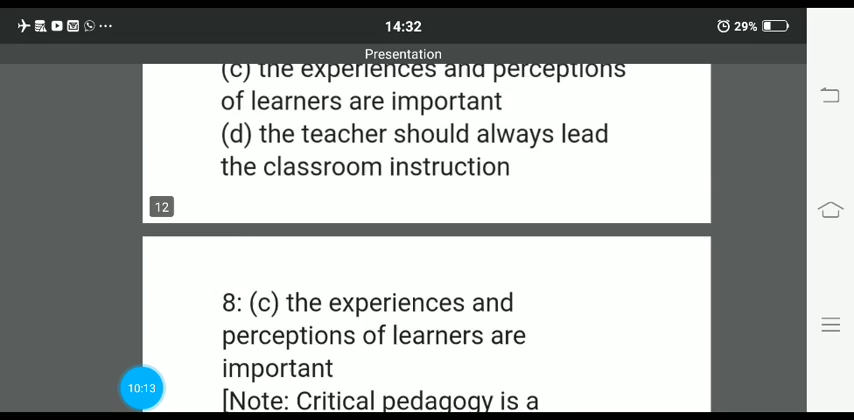 14:32
29%
Presentation
(c) the experiences and perceptions
of learners are important
(d) the teacher should always lead
the classroom instruction
12
8: (c) the experiences and
perceptions of learners are
important
[Note: Critical pedagogy is a
10:13